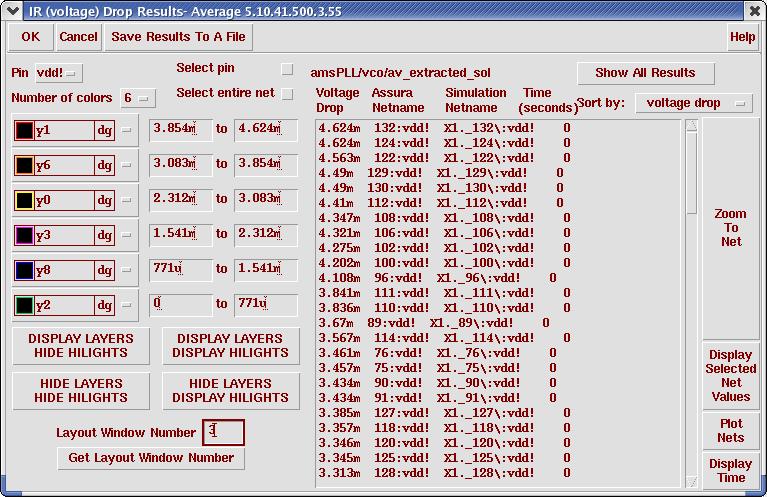 IR (voltage) Drop Results- Average 5.10.41.500.3.55
OK Cancel Save Results To A File Help
Pin vdd! Select pin
Number of colors 6 Select entire net
y1 dg 3.854m to 4.624m
y6 dg 3.083m to 3.854m
y0 dg 2.312m to 3.083m
y3 dg 1.541m to 2.312m
y8 dg 771u to 1.541m
y2 dg 0 to 771u
DISPLAY LAYERS
HIDE HILIGHTS
DISPLAY LAYERS
DISPLAY HILIGHTS
HIDE LAYERS
HIDE HILIGHTS
HIDE LAYERS
DISPLAY HILIGHTS
Layout Window Number 3
Get Layout Window Number
amsPLL/vco/av_extracted_sol Show All Results
Voltage Assura Simulation Time
Drop Netname Netname (seconds) Sort by: voltage drop
4.624m 132:vdd! X1._132\:vdd! 0
4.624m 124:vdd! X1._124\:vdd! 0
4.563m 122:vdd! X1._122\:vdd! 0
4.49m 129:vdd! X1._129\:vdd! 0
4.49m 130:vdd! X1._130\:vdd! 0
4.41m 112:vdd! X1._112\:vdd! 0
4.347m 108:vdd! X1._108\:vdd! 0
4.321m 106:vdd! X1._106\:vdd! 0
4.275m 102:vdd! X1._102\:vdd! 0
4.202m 100:vdd! X1._100\:vdd! 0
4.108m 96:vdd! X1._96\:vdd! 0
3.841m 111:vdd! X1._111\:vdd! 0
3.836m 110:vdd! X1._110\:vdd! 0
3.67m 89:vdd! X1._89\:vdd! 0
3.567m 114:vdd! X1._114\:vdd! 0
3.461m 76:vdd! X1._76\:vdd! 0
3.457m 75:vdd! X1._75\:vdd! 0
3.434m 90:vdd! X1._90\:vdd! 0
3.434m 91:vdd! X1._91\:vdd! 0
3.385m 127:vdd! X1._127\:vdd! 0
3.357m 118:vdd! X1._118\:vdd! 0
3.346m 120:vdd! X1._120\:vdd! 0
3.345m 125:vdd! X1._125\:vdd! 0
3.313m 128:vdd! X1._128\:vdd! 0
Zoom
To
Net
Display
Selected
Net
Values
Plot
Nets
Display
Time